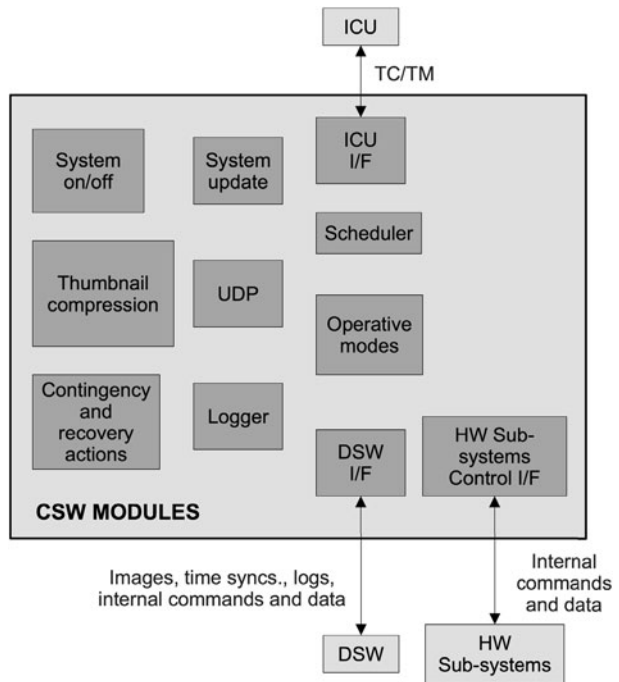 ICU
TC/TM
System
on/off
System
update
ICU
I/F
Scheduler
Thumbnail
compression
UDP
Operative
modes
Contingency
and
recovery
actions
Logger
DSW
I/F
HW Sub-
systems
Control I/F
CSW MODULES
Images, time syncs., logs,
internal commands and data
Internal
commands
and data
DSW
HW
Sub-systems